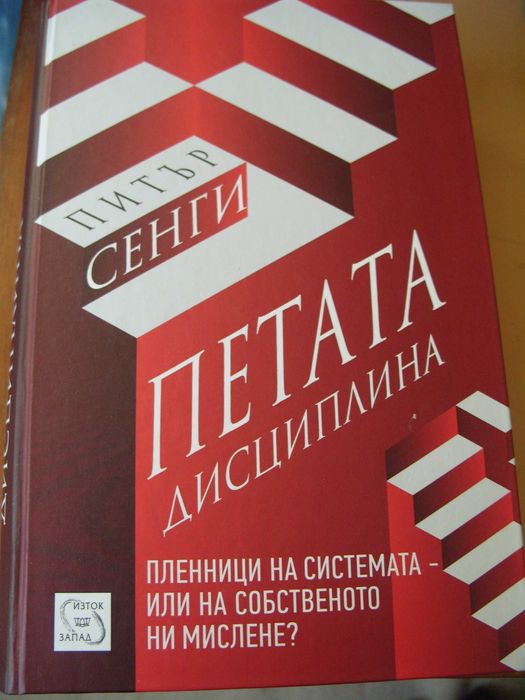 ПИТЪР
СЕНГИ
ПЕТАТА
ДИСЦИПЛИНА
ПЛЕННИЦИ НА СИСТЕМАТА –
ИЛИ НА СОБСТВЕНОТО
НИ МИСЛЕНЕ?
ИЗТОК
ЗАПАД